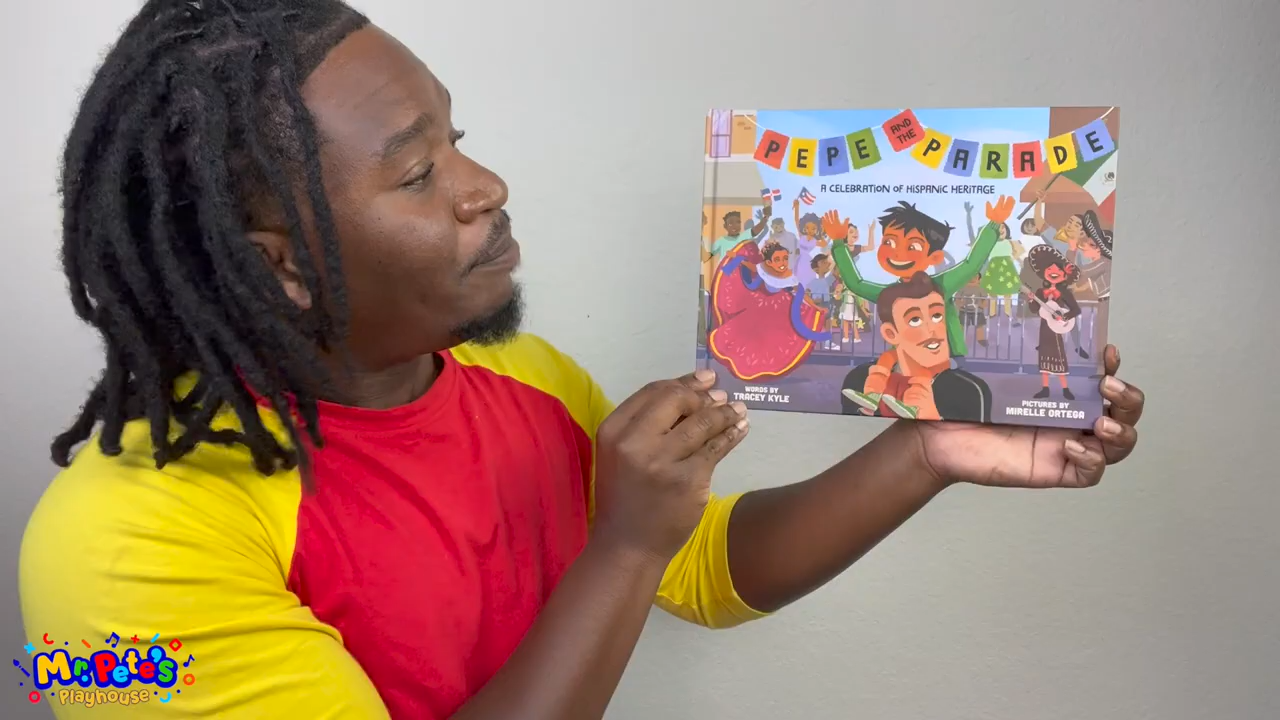 PEPE AND THE PARADE
A CELEBRATION OF HISPANIC HERITAGE
WORDS BY
TRACEY KYLE
PICTURES BY
MIRELLE ORTEGA
Mr. Pete's
Playhouse